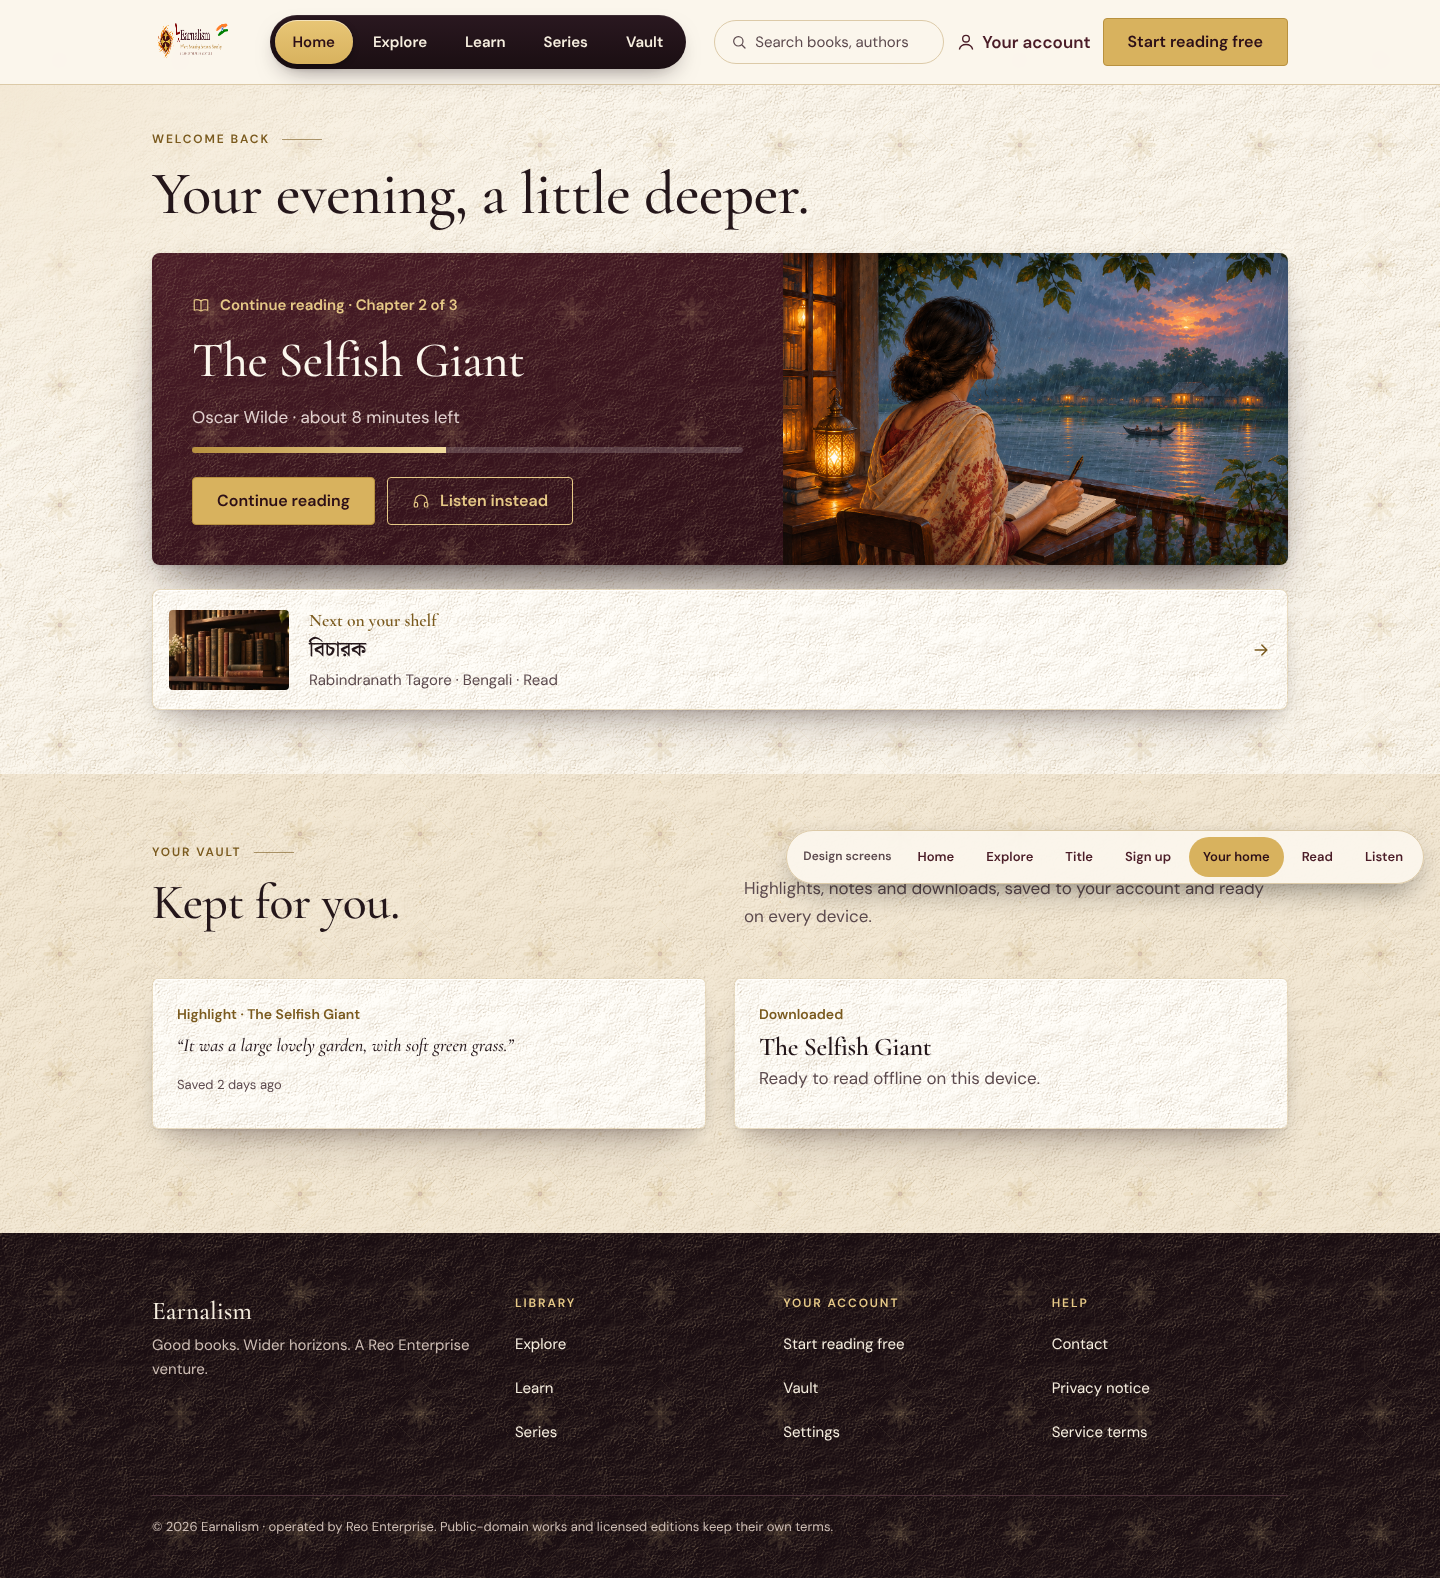 Earnalism
Home
Explore
Learn
Series
Vault
Search books, authors
Your account
Start reading free
WELCOME BACK
Your evening, a little deeper.
Continue reading · Chapter 2 of 3
The Selfish Giant
Oscar Wilde · about 8 minutes left
Continue reading
Listen instead
Next on your shelf
বিচারক
Rabindranath Tagore · Bengali · Read
YOUR VAULT
Kept for you.
Design screens
Home
Explore
Title
Sign up
Your home
Read
Listen
Highlights, notes and downloads, saved to your account and ready
on every device.
Highlight · The Selfish Giant
“It was a large lovely garden, with soft green grass.”
Saved 2 days ago
Downloaded
The Selfish Giant
Ready to read offline on this device.
Earnalism
Good books. Wider horizons. A Reo Enterprise
venture.
LIBRARY
Explore
Learn
Series
YOUR ACCOUNT
Start reading free
Vault
Settings
HELP
Contact
Privacy notice
Service terms
© 2026 Earnalism · operated by Reo Enterprise. Public-domain works and licensed editions keep their own terms.